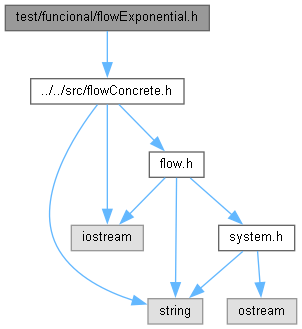 test/funcional/flowExponential.h
../../src/flowConcrete.h
flow.h
iostream
system.h
string
ostream